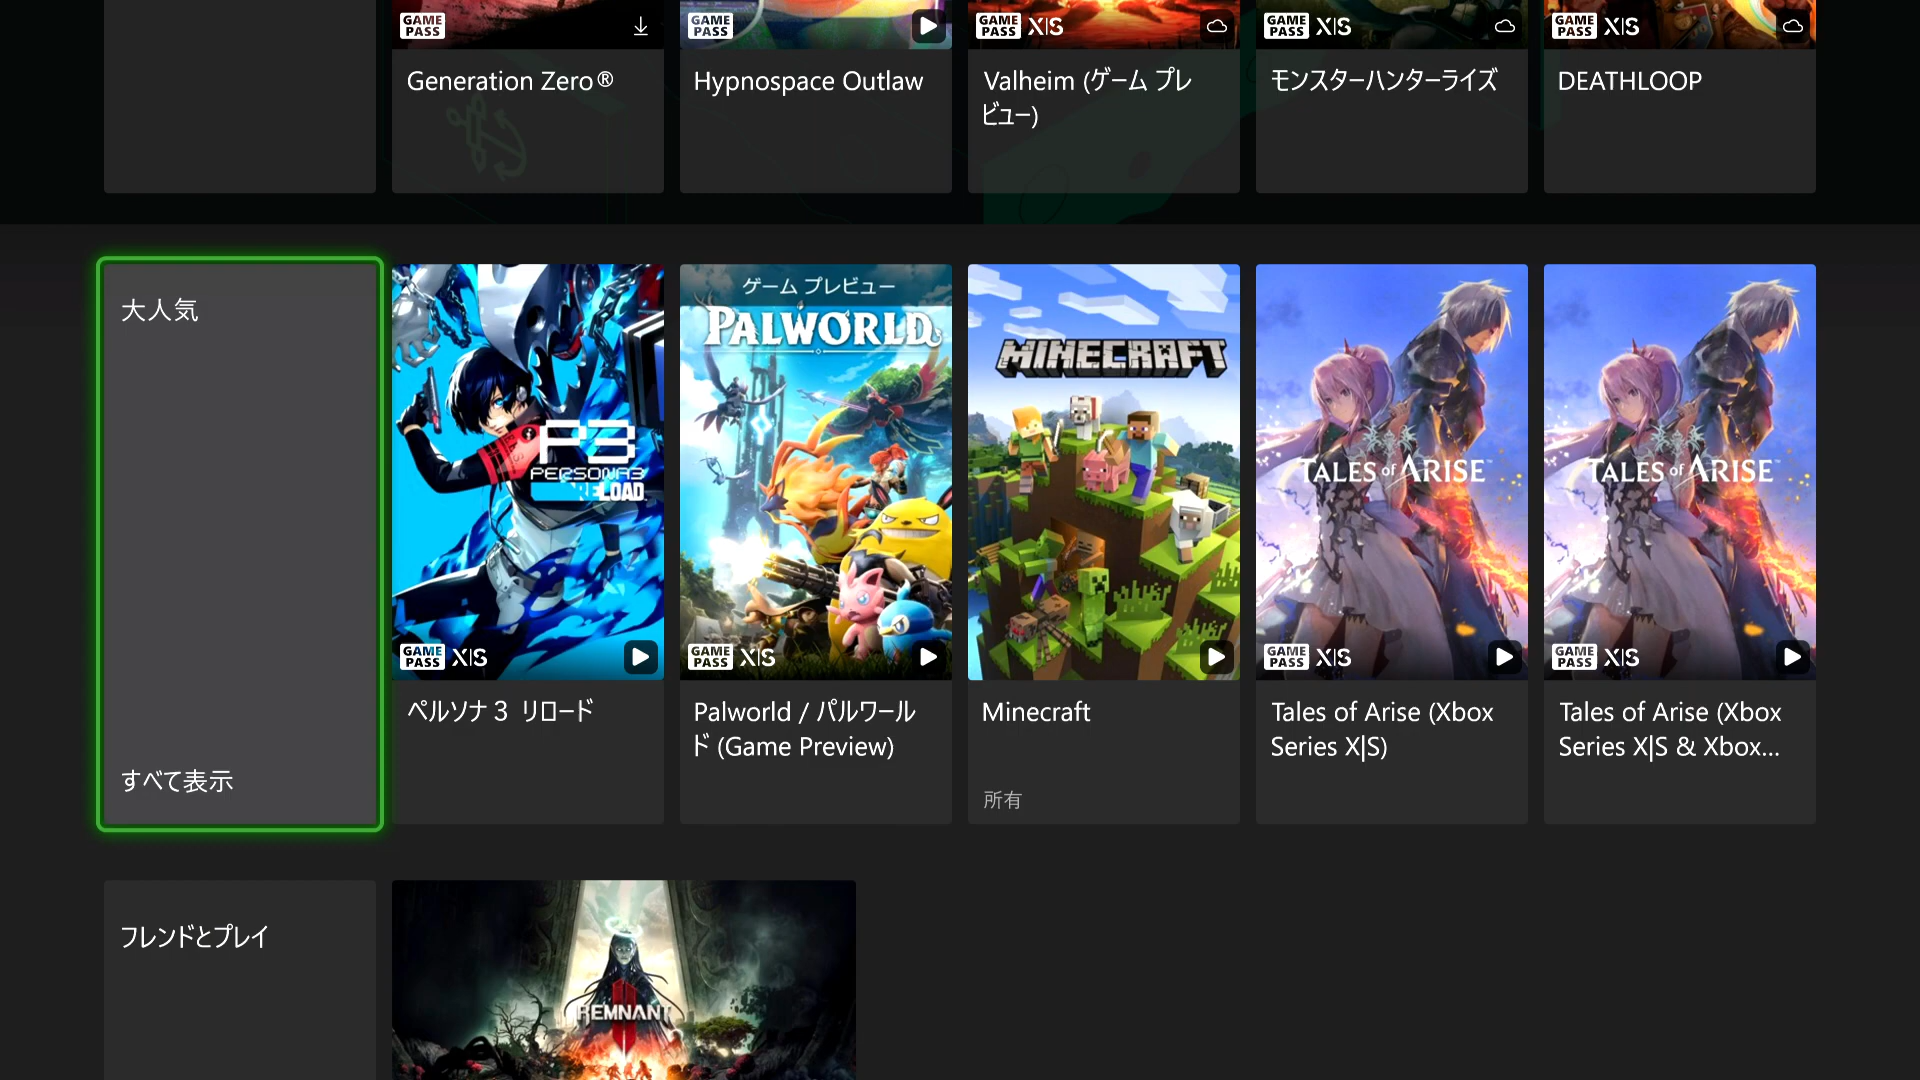 GAME PASS
GAME PASS
GAME PASS X|S
GAME PASS X|S
GAME PASS X|S
Generation Zero®
Hypnospace Outlaw
Valheim (ゲーム プレ
ビュー)
モンスターハンターライズ
DEATHLOOP
大人気
すべて表示
P3
PERSONA3
RELOAD
GAME PASS X|S
ペルソナ３ リロード
ゲーム プレビュー
PALWORLD
GAME PASS X|S
Palworld / パルワール
ド (Game Preview)
MINECRAFT
Minecraft
所有
TALES of ARISE
GAME PASS X|S
Tales of Arise (Xbox
Series X|S)
TALES of ARISE
GAME PASS X|S
Tales of Arise (Xbox
Series X|S & Xbox...
フレンドとプレイ
REMNANT